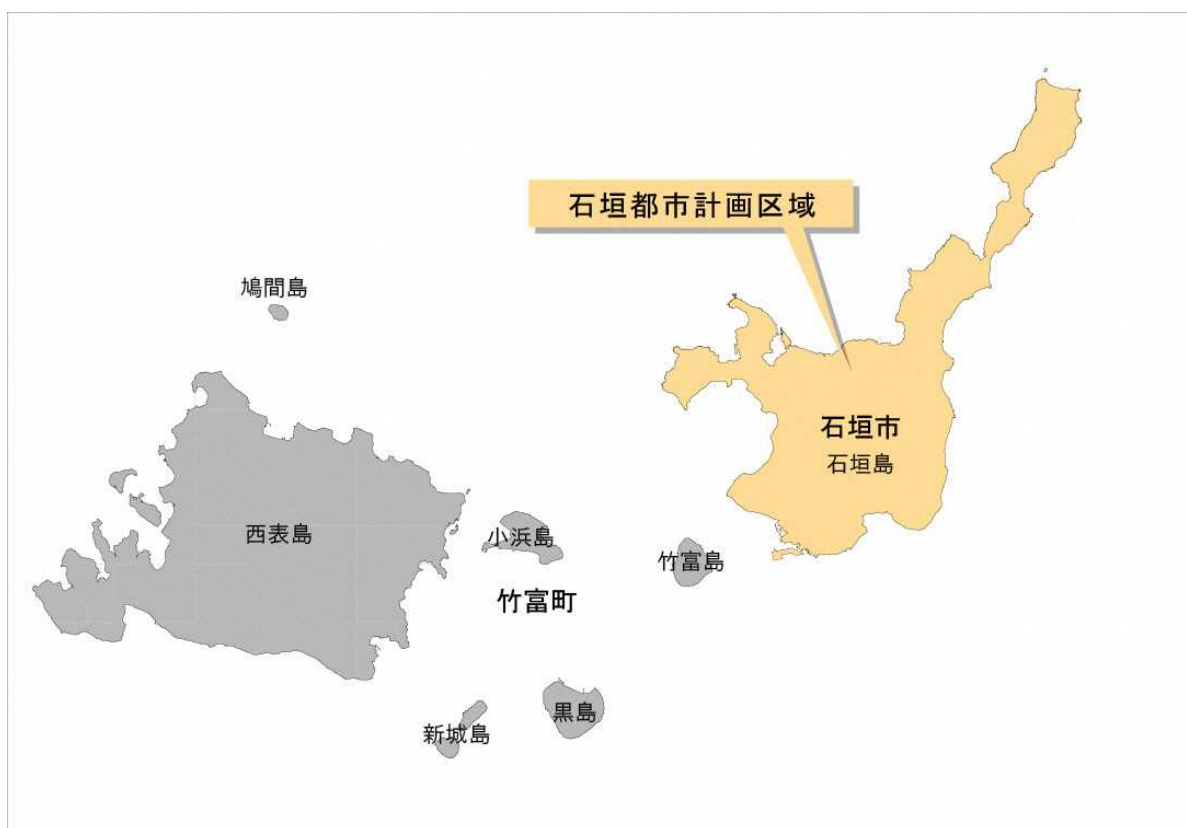 石垣都市計画区域
鳩間島
石垣市
石垣島
西表島
小浜島
竹富島
竹富町
黒島
新城島